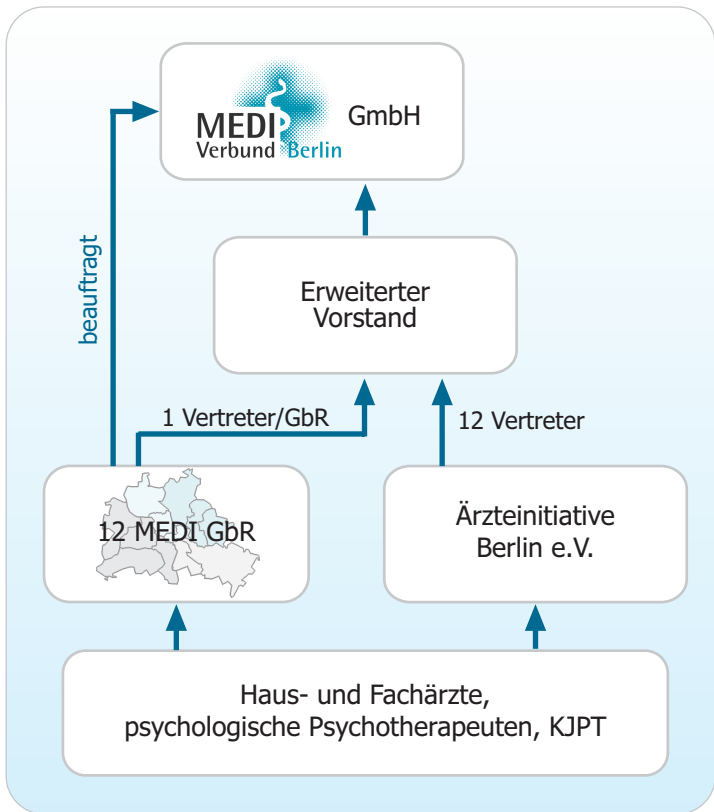 MEDI
Verbund Berlin
GmbH
beauftragt
Erweiterter
Vorstand
1 Vertreter/GbR
12 Vertreter
12 MEDI GbR
Ärzteinitiative
Berlin e.V.
Haus- und Fachärzte,
psychologische Psychotherapeuten, KJPT